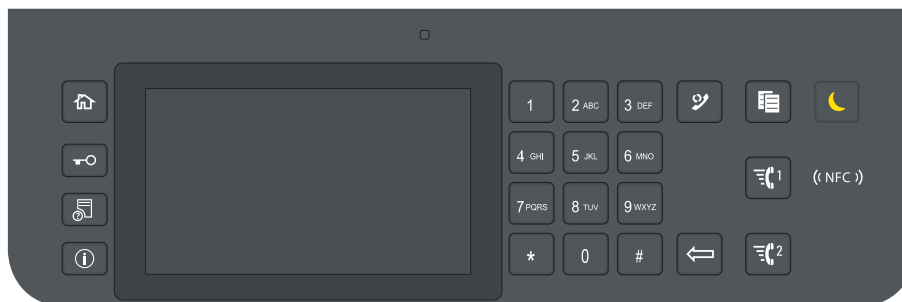 1
2 ABC
3 DEF
4 GHI
5 JKL
6 MNO
1
((NFC))
7 PQRS
8 TUV
9 WXYZ
*
0
#
2